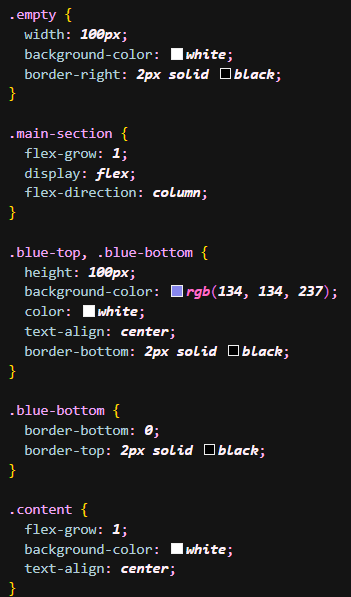 .empty {
  width: 100px;
  background-color: white;
  border-right: 2px solid black;
}

.main-section {
  flex-grow: 1;
  display: flex;
  flex-direction: column;
}

.blue-top, .blue-bottom {
  height: 100px;
  background-color: rgb(134, 134, 237);
  color: white;
  text-align: center;
  border-bottom: 2px solid black;
}

.blue-bottom {
  border-bottom: 0;
  border-top: 2px solid black;
}

.content {
  flex-grow: 1;
  background-color: white;
  text-align: center;
}